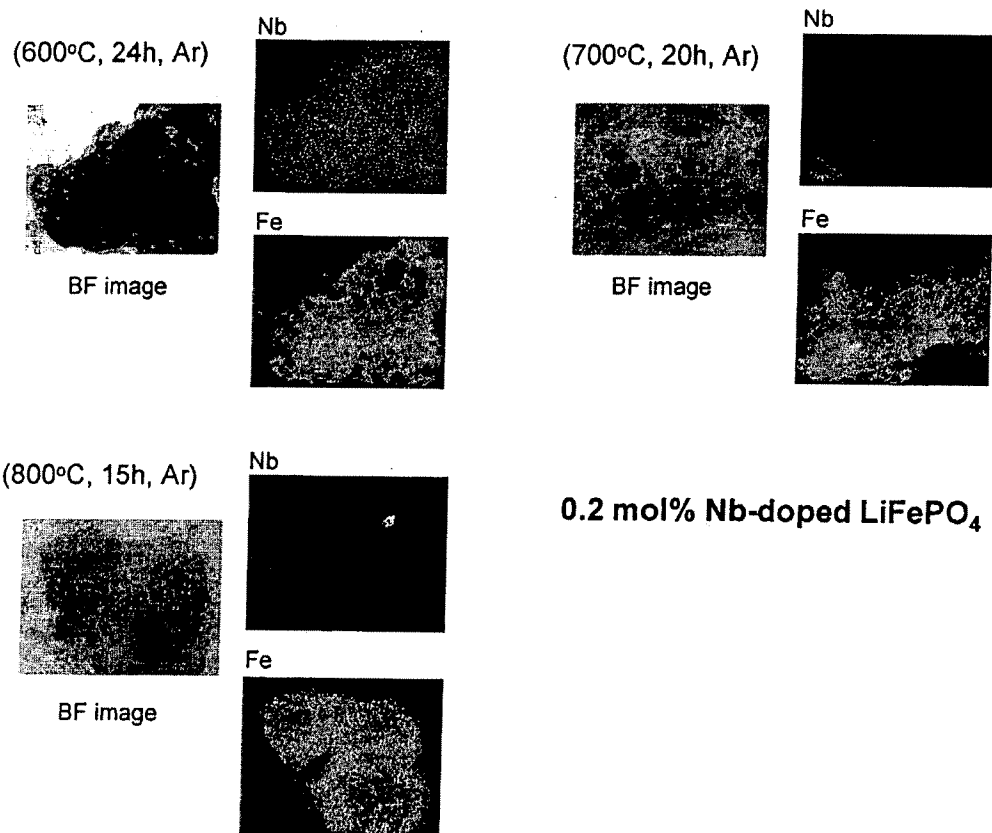 (600°C, 24h, Ar)
Nb
BF image
Fe
(700°C, 20h, Ar)
Nb
BF image
Fe
(800°C, 15h, Ar)
Nb
BF image
Fe
0.2 mol% Nb-doped LiFePO₄